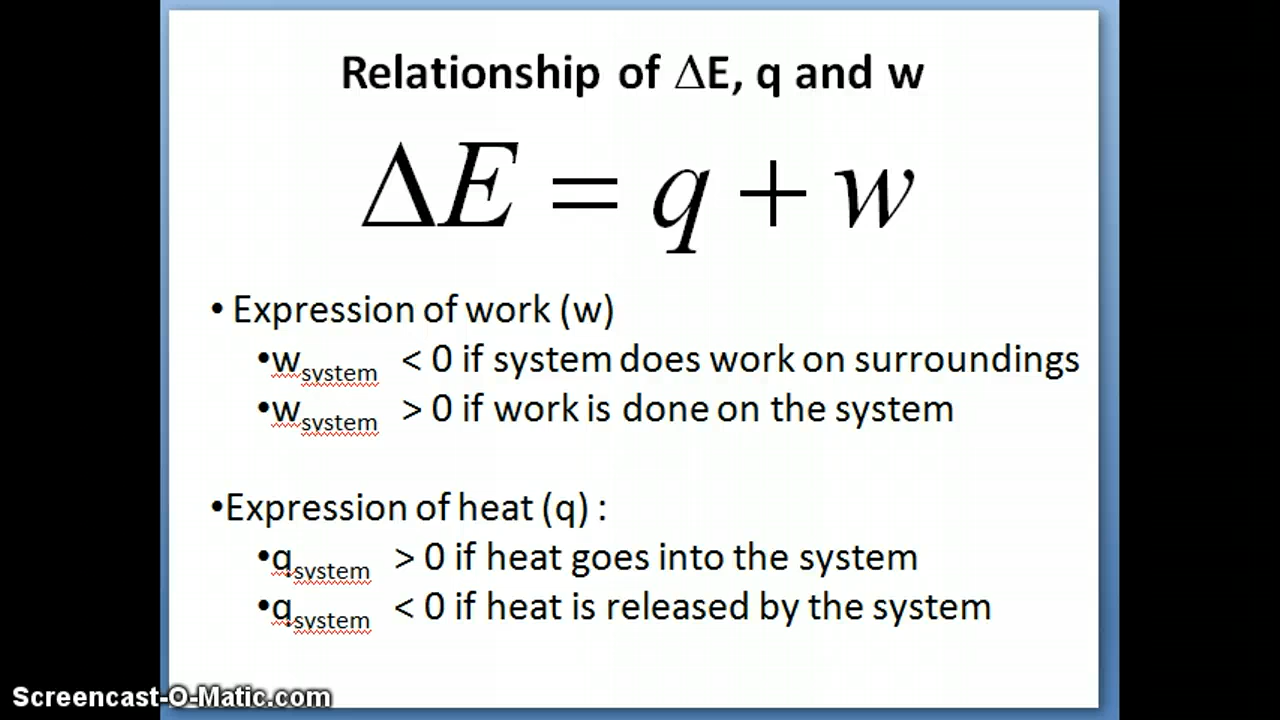 Relationship of ΔE, q and w
ΔE = q + w
• Expression of work (w)
•wsystem < 0 if system does work on surroundings
•wsystem > 0 if work is done on the system
•Expression of heat (q) :
•qsystem > 0 if heat goes into the system
•qsystem < 0 if heat is released by the system
Screencast-O-Matic.com